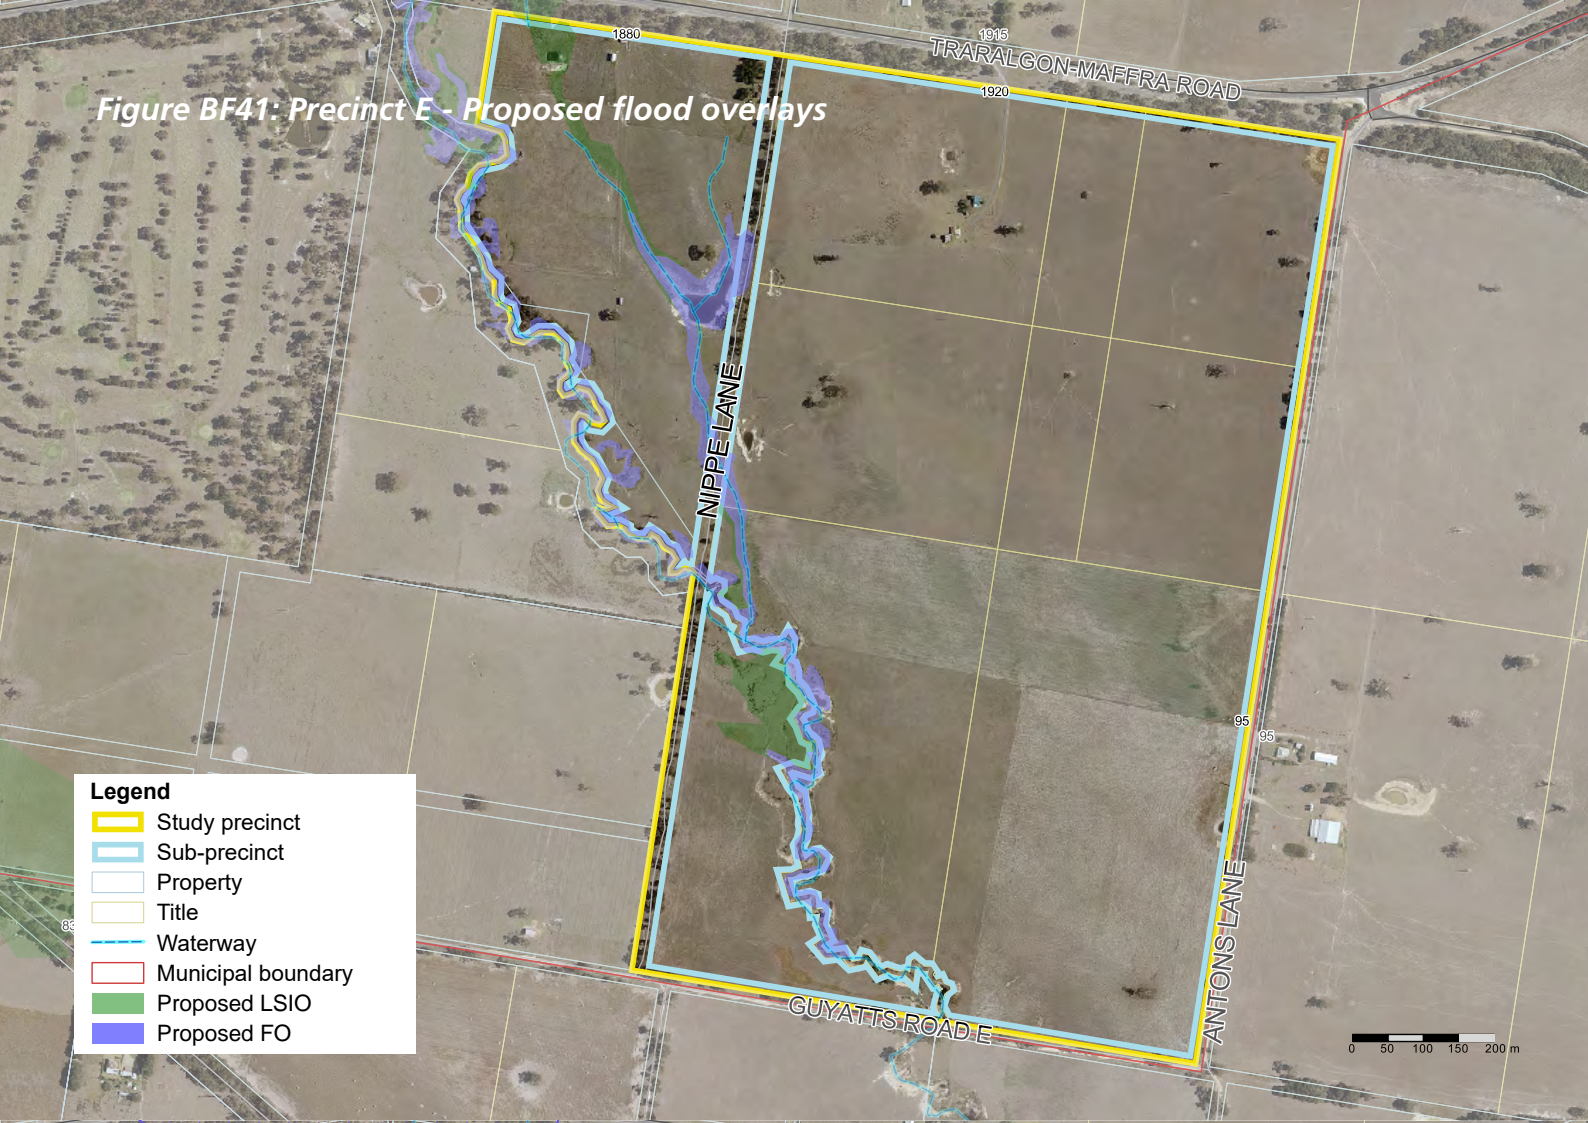 1880
1915
TRARALGON-MAFFRA ROAD
1920
Figure BF41: Precinct E - Proposed flood overlays
NIPPE LANE
95
95
Legend
Study precinct
Sub-precinct
Property
Title
Waterway
Municipal boundary
Proposed LSIO
Proposed FO
ANTONS LANE
GUYATTS ROAD E
0 50 100 150 200 m